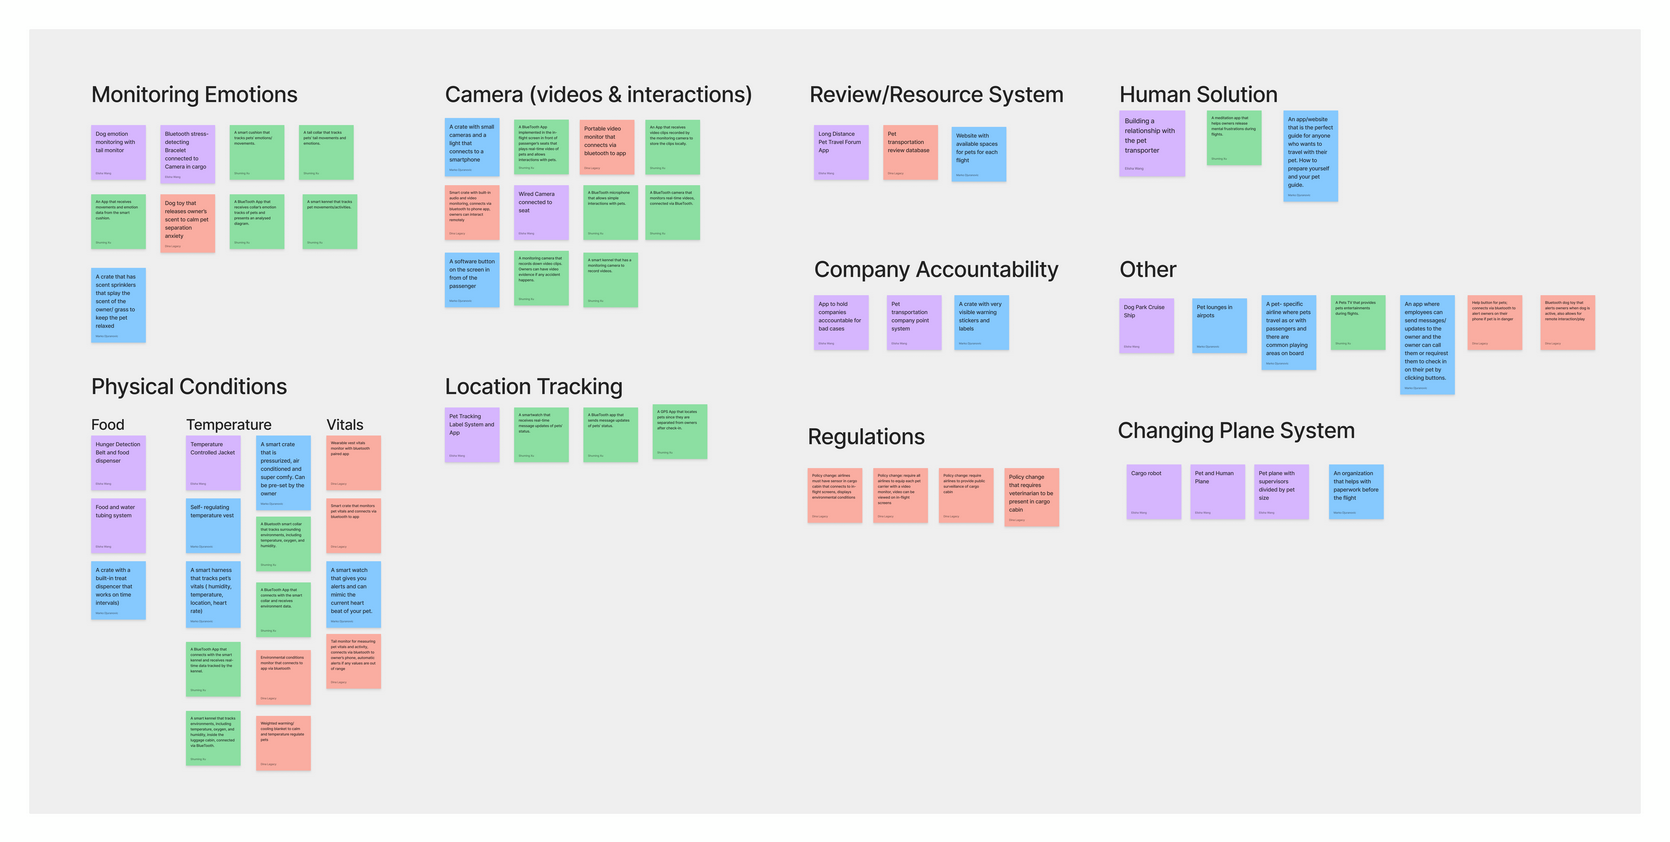 Monitoring Emotions
Dog emotion
monitoring with
tail monitor
Bluetooth stress-
detecting
Bracelet
connected to
Camera in cargo
A smart cushion that
tracks pets' emotions/
movements.
A tail collar that tracks
pets' tail movements and
emotions.
An App that receives
movements and emotion
data from the smart
cushion.
Dog toy that
releases owner's
scent to calm pet
separation
anxiety
A BlueTooth App that
receives collar's emotion
tracks of pets and
presents an analysed
diagram.
A smart kennel that tracks
pet movements/activities.
A crate that has
scent sprinklers
that splay the
scent of the
owner/ grass to
keep the pet
relaxed
Camera (videos & interactions)
A crate with small
cameras and a
light that
connects to a
smartphone
A BlueTooth App
implemented in the in-
flight screen in front of
passenger's seats that
plays real-time video of
pets and allows
interactions with pets.
Portable video
monitor that
connects via
bluetooth to app
An App that receives
video clips recorded by
the monitoring camera to
store the clips locally.
Smart crate with built-in
audio and video
monitoring, connects via
bluetooth to phone app,
owners can interact
remotely
Wired Camera
connected to
seat
A BlueTooth microphone
that allows simple
interactions with pets.
A BlueTooth camera that
monitors real-time videos,
connected via BlueTooth.
A software button
on the screen in
from of the
passenger
A monitoring camera that
records down video clips.
Owners can have video
evidence if any accident
happens.
A smart kennel that has a
monitoring camera to
record videos.
Review/Resource System
Long Distance
Pet Travel Forum
App
Pet
transportation
review database
Website with
available spaces
for pets for each
flight
Human Solution
Building a
relationship with
the pet
transporter
A meditation app that
helps owners release
mental frustrations during
flights.
An app/website
that is the perfect
guide for anyone
who wants to
travel with their
pet. How to
prepare yourself
and your pet
guide.
Company Accountability
App to hold
companies
acccountable for
bad cases
Pet
transportation
company point
system
A crate with very
visible warning
stickers and
labels
Other
Dog Park Cruise
Ship
Pet lounges in
airpots
A pet- specific
airline where pets
travel as or with
passengers and
there are
common playing
areas on board
A Pets TV that provides
pets entertainments
during flights.
An app where
employees can
send messages/
updates to the
owner and the
owner can call
them or requirest
them to check in
on their pet by
clicking buttons.
Help button for pets;
connects via bluetooth to
alert owners on their
phone if pet is in danger
Bluetooth dog toy that
alerts owners when dog is
active, also allows for
remote interaction/play
Physical Conditions
Food
Hunger Detection
Belt and food
dispenser
Food and water
tubing system
A crate with a
built-in treat
dispencer that
works on time
intervals)
Temperature
Temperature
Controlled Jacket
A smart crate
that is
pressurized, air
conditioned and
super comfy. Can
be pre-set by the
owner
Self- regulating
temperature vest
A Bluetooth smart collar
that tracks surrounding
environments, including
temperature, oxygen, and
humidity.
A smart harness
that tracks pet's
vitals ( humidity,
temperature,
location, heart
rate)
A BlueTooth App that
connects with the smart
collar and receives
environment data.
A BlueTooth App that
connects with the smart
kennel and receives real-
time data tracked by the
kennel.
Environmental conditions
monitor that connects to
app via bluetooth
A smart kennel that tracks
environments, including
temperature, oxygen, and
humidity, inside the
luggage cabin, connected
via BlueTooth.
Weighted warming/
cooling blanket to calm
and temperature regulate
pets
Vitals
Wearable vest vitals
monitor with bluetooth
paired app
Smart crate that monitors
pet vitals and connects via
bluetooth to app
A smart watch
that gives you
alerts and can
mimic the
current heart
beat of your pet.
Tail monitor for measuring
pet vitals and activity,
connects via bluetooth to
owner's phone, automatic
alerts if any values are out
of range
Location Tracking
Pet Tracking
Label System and
App
A smartwatch that
receives real-time
message updates of pets'
status.
A BlueTooth app that
sends message updates
of pets' status.
A GPS App that locates
pets since they are
separated from owners
after check-in.
Regulations
Policy change: airlines
must have sensor in cargo
cabin that connects to in-
flight screens, displays
environmental conditions
Policy change: require all
airlines to equip each pet
carrier with a video
monitor, video can be
viewed on in-flight
screens
Policy change: require
airlines to provide public
surveillance of cargo
cabin
Policy change
that requires
veterinarian to be
present in cargo
cabin
Changing Plane System
Cargo robot
Pet and Human
Plane
Pet plane with
supervisors
divided by pet
size
An organization
that helps with
paperwork before
the flight